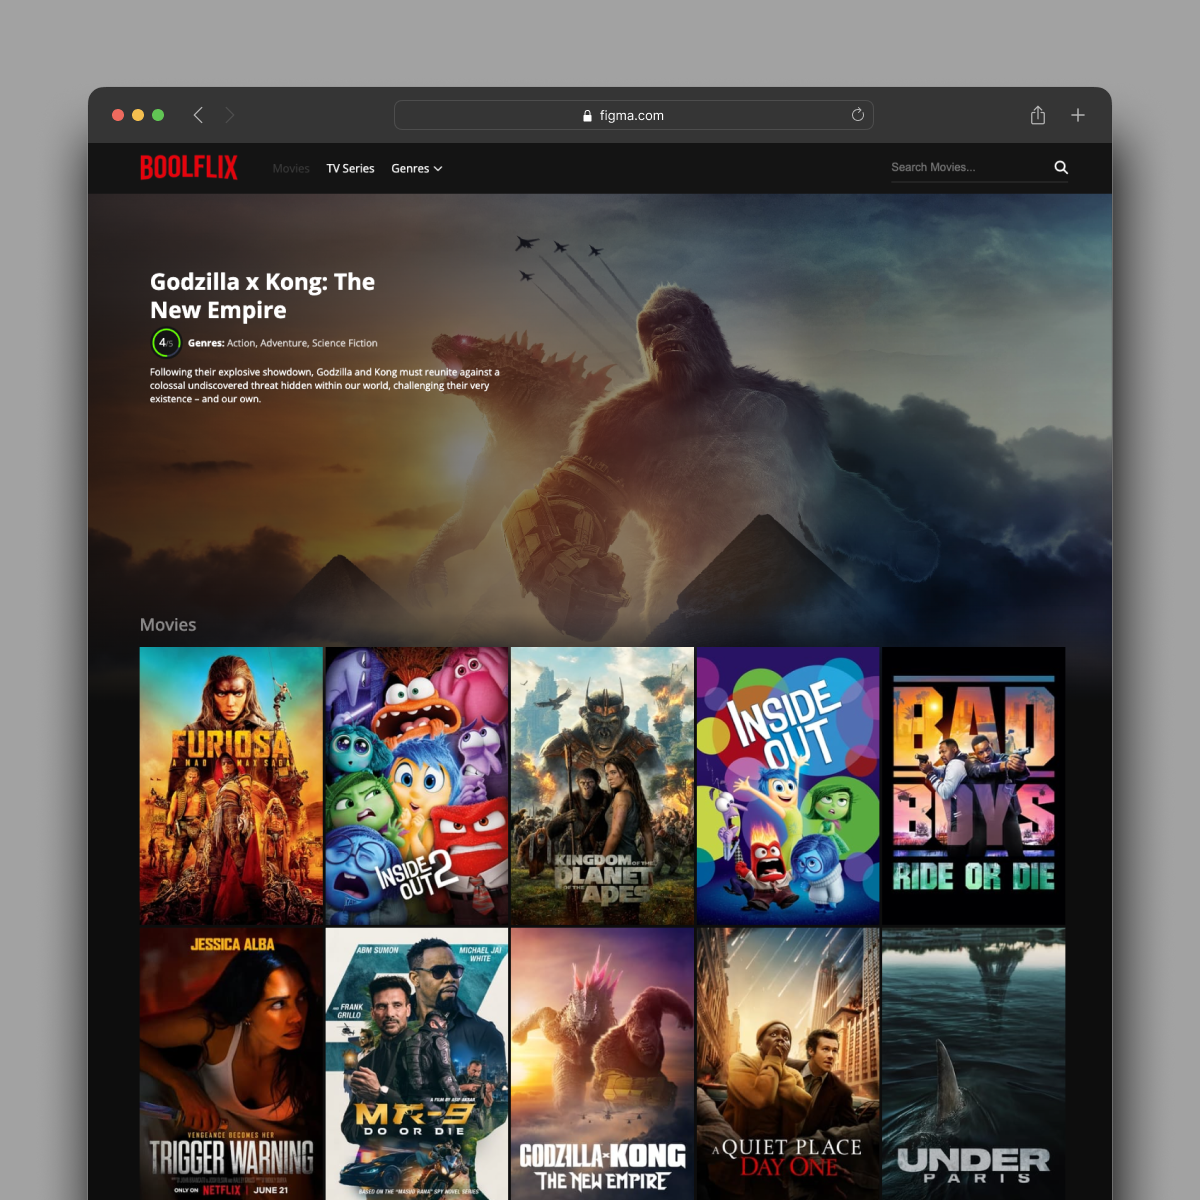 figma.com
BOOLFLIX
Movies
TV Series
Genres
Search Movies...
Godzilla x Kong: The
New Empire
4/5
Genres: Action, Adventure, Science Fiction
Following their explosive showdown, Godzilla and Kong must reunite against a
colossal undiscovered threat hidden within our world, challenging their very
existence – and our own.
Movies
FURIOSA
A MAD MAX SAGA
INSIDE
OUT 2
KINGDOM OF THE
PLANET
OF THE
APES
INSIDE
OUT
BAD
BOYS
RIDE OR DIE
JESSICA ALBA
VENGEANCE BECOMES HER
TRIGGER WARNING
ONLY ON NETFLIX | JUNE 21
ABM SUMON
MICHAEL JAI
WHITE
AND FRANK
GRILLO
A FILM BY ASIF AKBAR
MR-9
DO OR DIE
BASED ON THE "MASUD RANA" SPY NOVEL SERIES
GODZILLA x KONG
THE NEW EMPIRE
A QUIET PLACE
DAY ONE
UNDER
PARIS